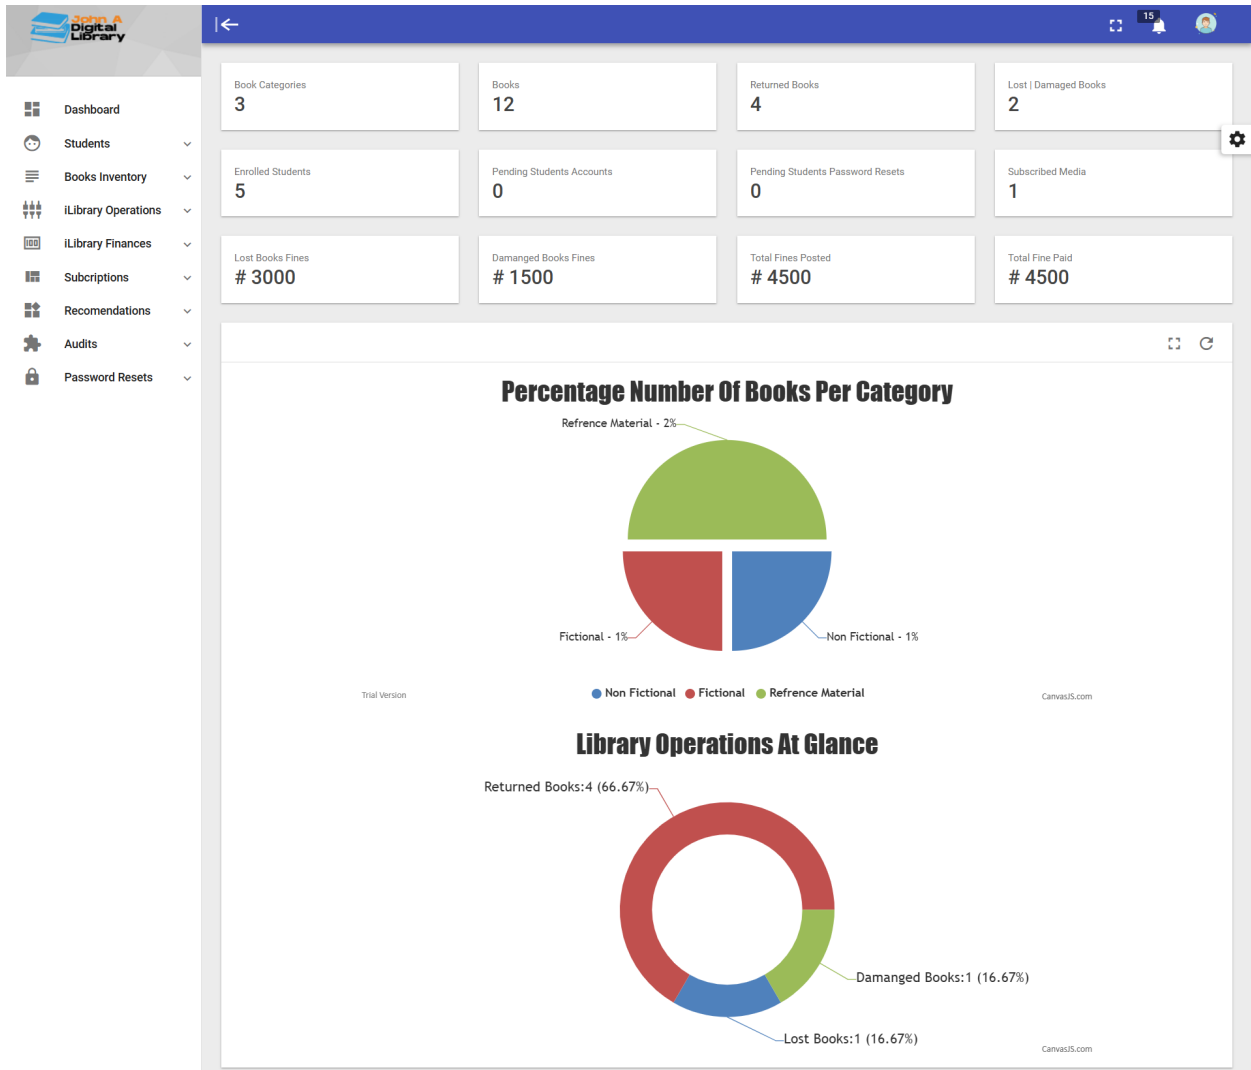 John A
Digital
Library
15
Dashboard
Students
Books Inventory
iLibrary Operations
iLibrary Finances
Subcriptions
Recomendations
Audits
Password Resets
Book Categories
3
Books
12
Returned Books
4
Lost | Damaged Books
2
Enrolled Students
5
Pending Students Accounts
0
Pending Students Password Resets
0
Subscribed Media
1
Lost Books Fines
# 3000
Damanged Books Fines
# 1500
Total Fines Posted
# 4500
Total Fine Paid
# 4500
Percentage Number Of Books Per Category
Refrence Material - 2%
Fictional - 1%
Non Fictional - 1%
Trial Version
Non Fictional
Fictional
Refrence Material
CanvasJS.com
Library Operations At Glance
Returned Books:4 (66.67%)
Damanged Books:1 (16.67%)
Lost Books:1 (16.67%)
CanvasJS.com